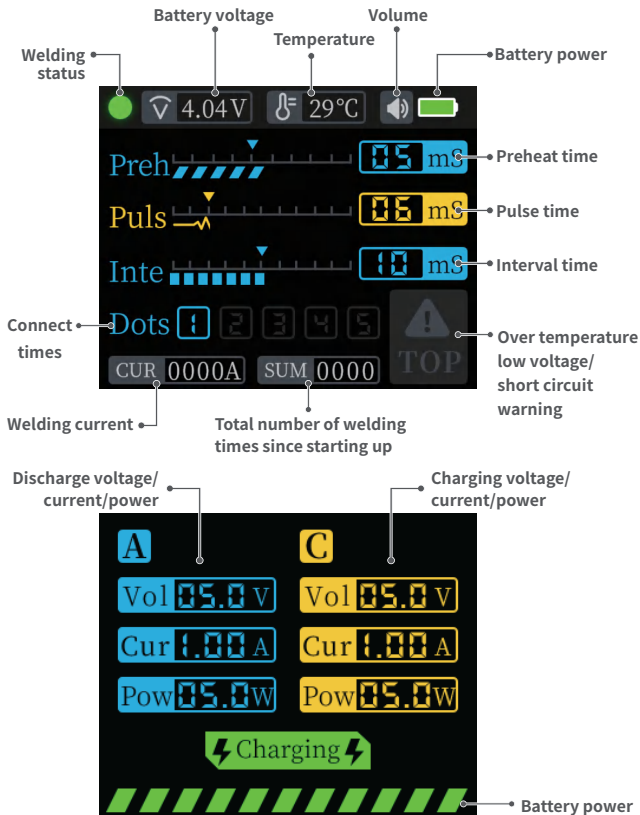 Battery voltage
Volume
Temperature
Welding
status
Battery power
4.04V
29℃
Preh 05 mS
Preheat time
Puls 06 mS
Pulse time
Inte 10 mS
Interval time
Connect
times
Dots 1 2 3 4 5
TOP
Over temperature
low voltage/
short circuit
warning
CUR 0000A SUM 0000
Welding current
Total number of welding
times since starting up
Discharge voltage/
current/power
Charging voltage/
current/power
A
C
Vol 05.0 V
Vol 05.0 V
Cur 1.00 A
Cur 1.00 A
Pow 05.0W
Pow 05.0W
Charging
Battery power